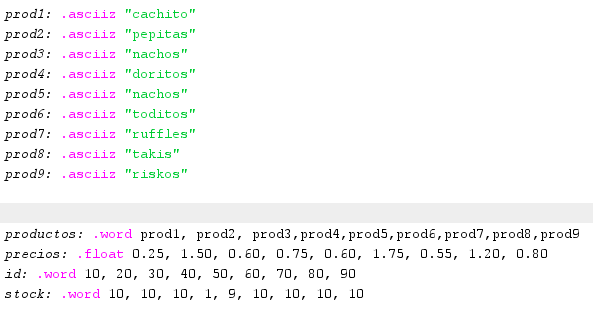 prod1: .asciiz "cachito"
prod2: .asciiz "pepitas"
prod3: .asciiz "nachos"
prod4: .asciiz "doritos"
prod5: .asciiz "nachos"
prod6: .asciiz "toditos"
prod7: .asciiz "ruffles"
prod8: .asciiz "takis"
prod9: .asciiz "riskos"
productos: .word prod1, prod2, prod3,prod4,prod5,prod6,prod7,prod8,prod9
precios: .float 0.25, 1.50, 0.60, 0.75, 0.60, 1.75, 0.55, 1.20, 0.80
id: .word 10, 20, 30, 40, 50, 60, 70, 80, 90
stock: .word 10, 10, 10, 1, 9, 10, 10, 10, 10